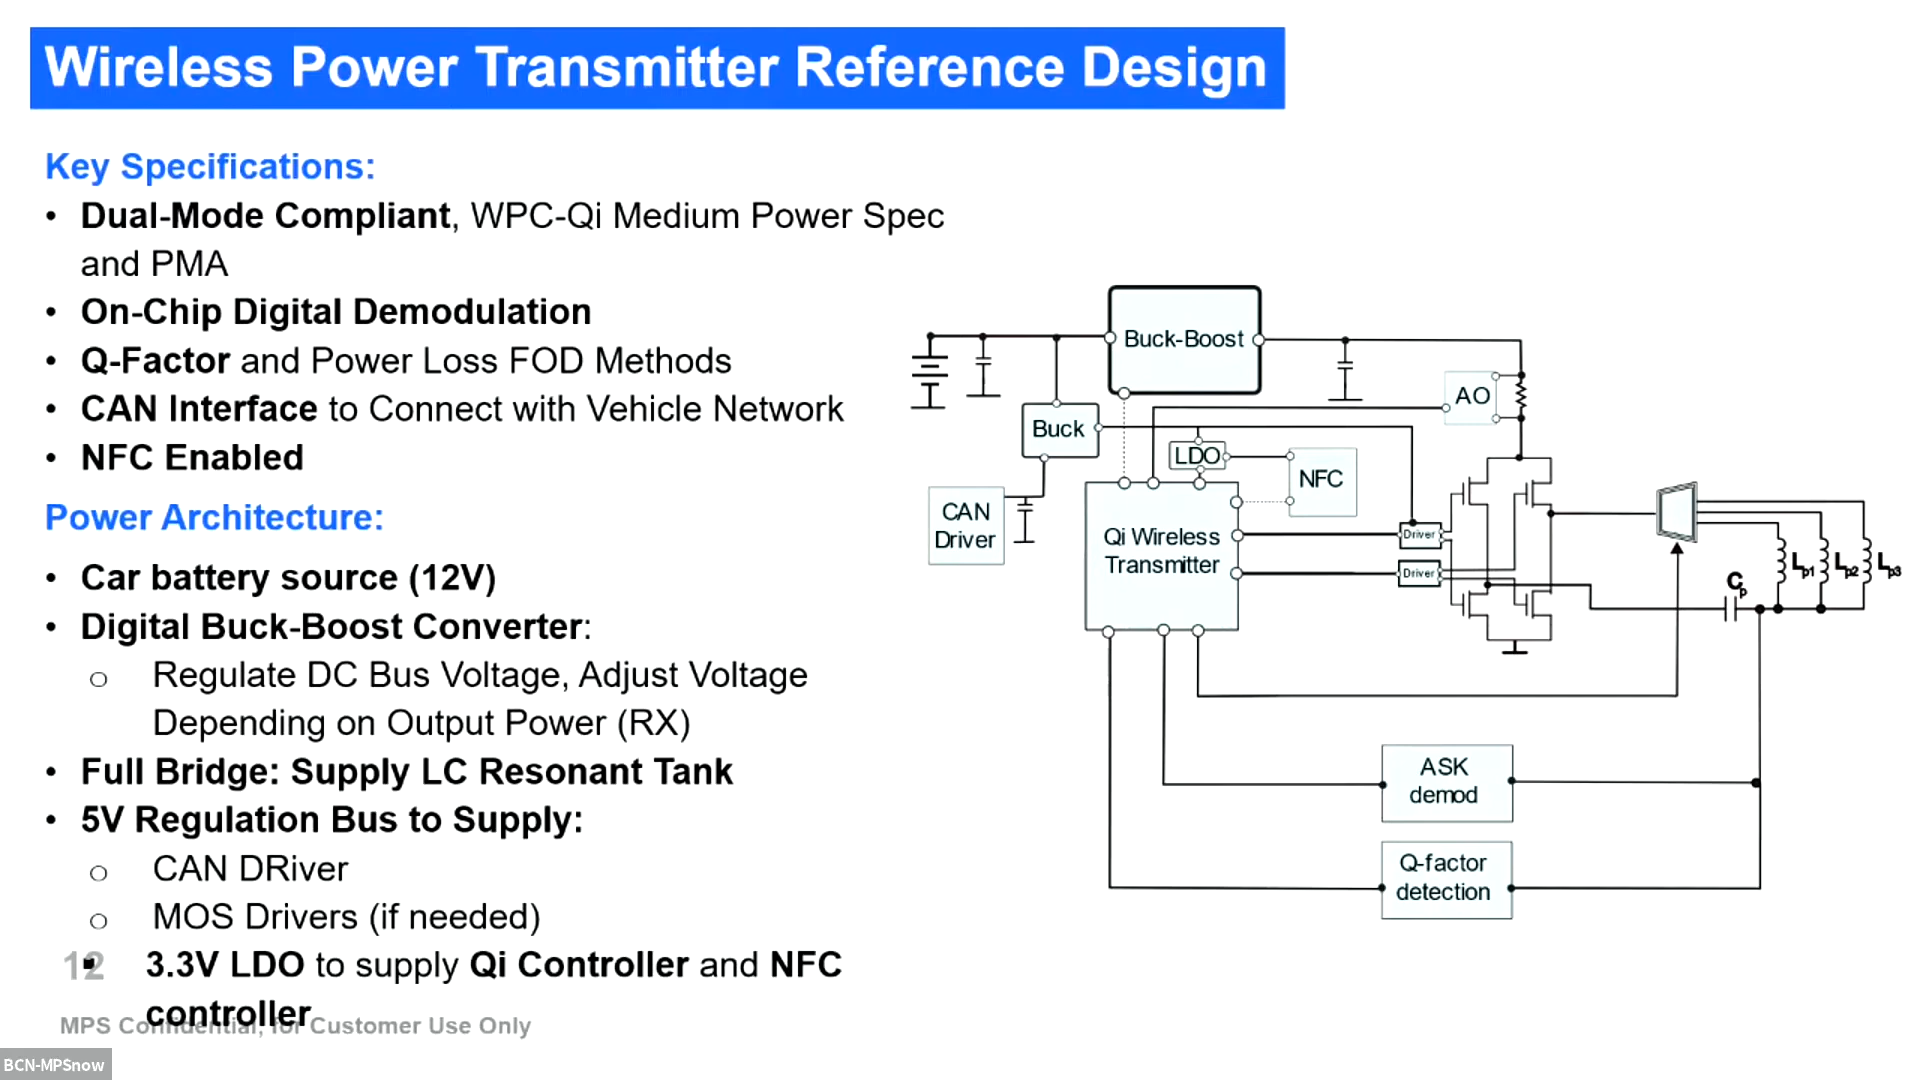 Wireless Power Transmitter Reference Design
Key Specifications:
• Dual-Mode Compliant, WPC-Qi Medium Power Spec
and PMA
• On-Chip Digital Demodulation
• Q-Factor and Power Loss FOD Methods
• CAN Interface to Connect with Vehicle Network
• NFC Enabled
Power Architecture:
• Car battery source (12V)
• Digital Buck-Boost Converter:
o Regulate DC Bus Voltage, Adjust Voltage
Depending on Output Power (RX)
• Full Bridge: Supply LC Resonant Tank
• 5V Regulation Bus to Supply:
o CAN DRiver
o MOS Drivers (if needed)
▪ 3.3V LDO to supply Qi Controller and NFC
controller
12
MPS Confidential, for Customer Use Only
BCN-MPSnow
Buck-Boost
AO
Buck
LDO
NFC
CAN
Driver
Qi Wireless
Transmitter
Driver
Driver
Cp
Lp1
Lp2
Lp3
ASK
demod
Q-factor
detection